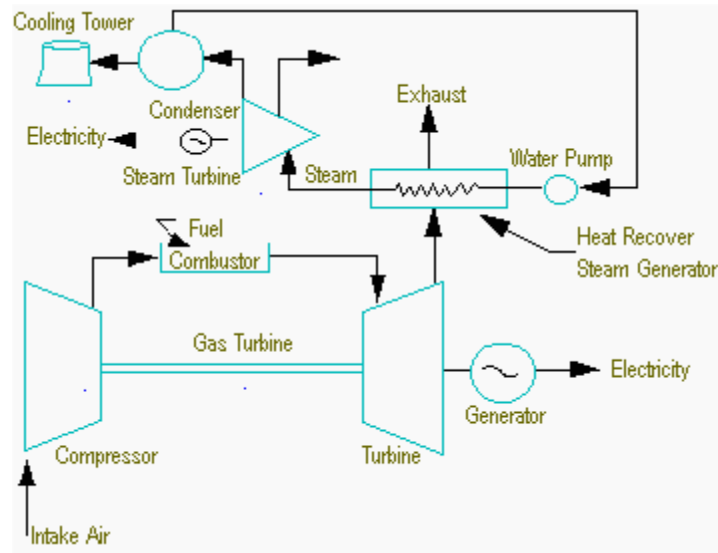 Cooling Tower
Condenser
Exhaust
Electricity
Water Pump
Steam Turbine
Steam
Fuel
Combustor
Heat Recover
Steam Generator
Gas Turbine
Electricity
Generator
Compressor
Turbine
Intake Air